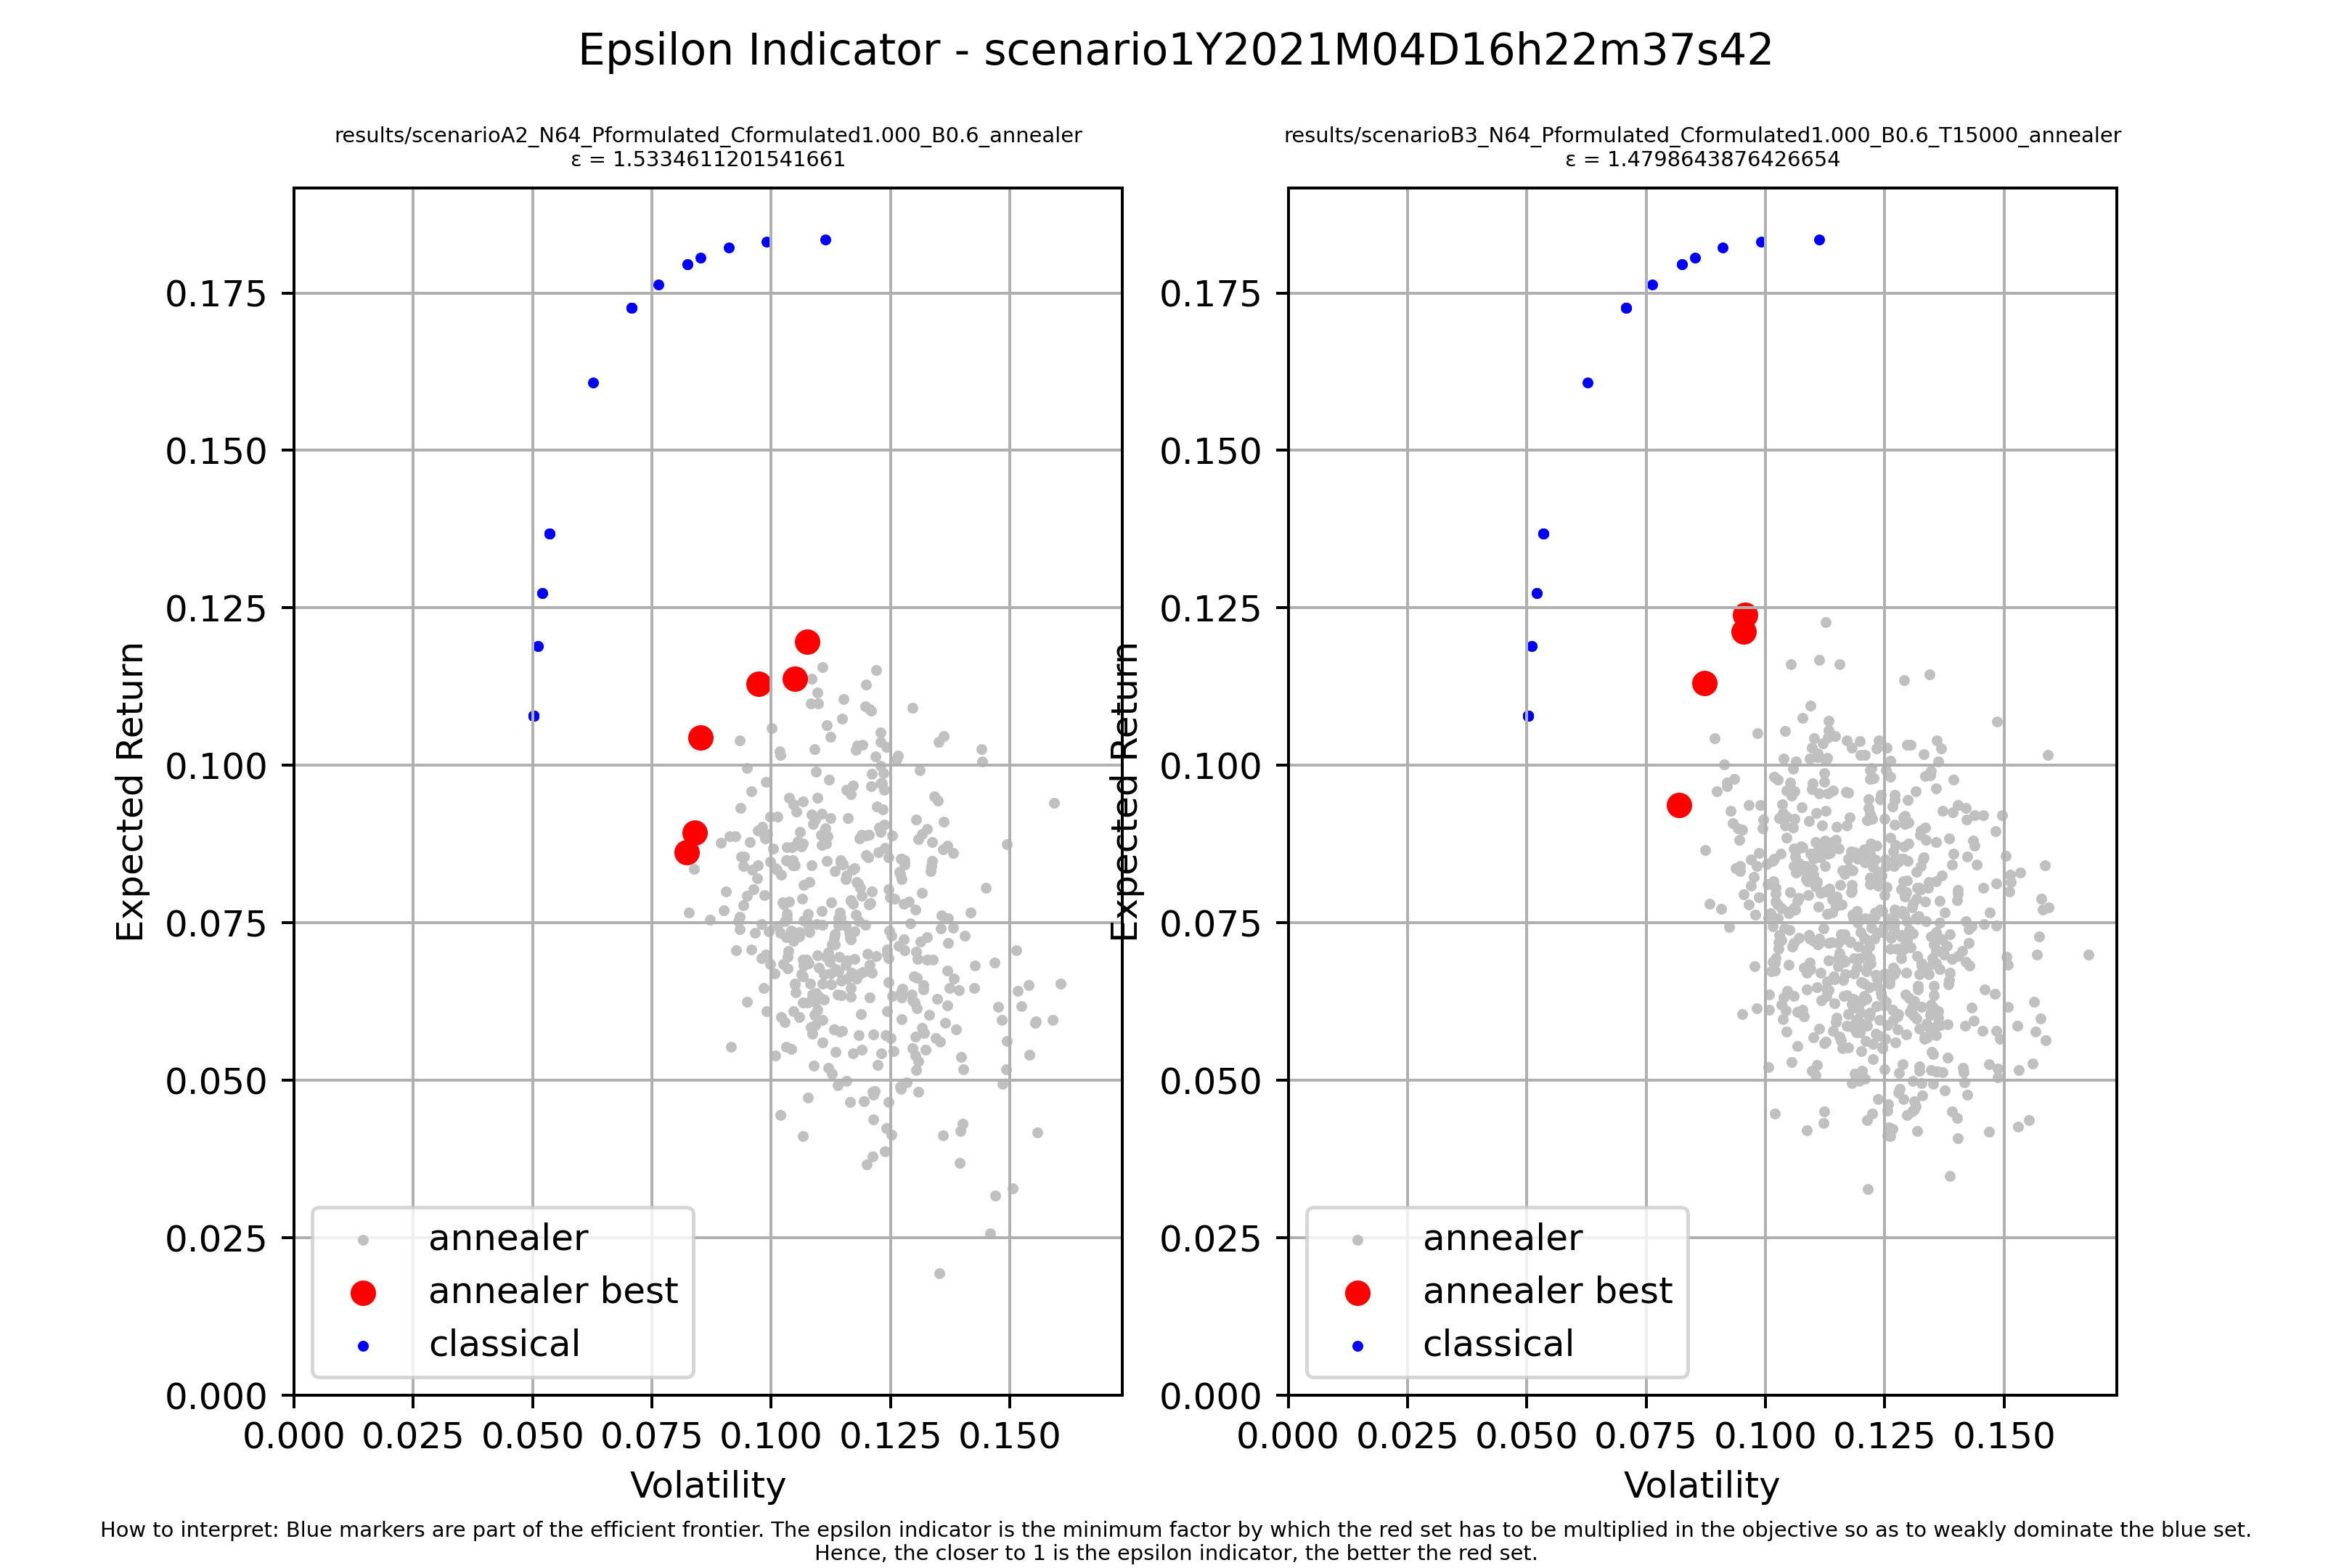 Epsilon Indicator - scenario1Y2021M04D16h22m37s42
results/scenarioA2_N64_Pformulated_Cformulated1.000_B0.6_annealer
ε = 1.5334611201541661
results/scenarioB3_N64_Pformulated_Cformulated1.000_B0.6_T15000_annealer
ε = 1.4798643876426654
Expected Return
0.175
0.150
0.125
0.100
0.075
0.050
0.025
0.000
annealer
annealer best
classical
0.000 0.025 0.050 0.075 0.100 0.125 0.150
Volatility
Expected Return
0.175
0.150
0.125
0.100
0.075
0.050
0.025
0.000
annealer
annealer best
classical
0.000 0.025 0.050 0.075 0.100 0.125 0.150
Volatility
How to interpret: Blue markers are part of the efficient frontier. The epsilon indicator is the minimum factor by which the red set has to be multiplied in the objective so as to weakly dominate the blue set.
Hence, the closer to 1 is the epsilon indicator, the better the red set.